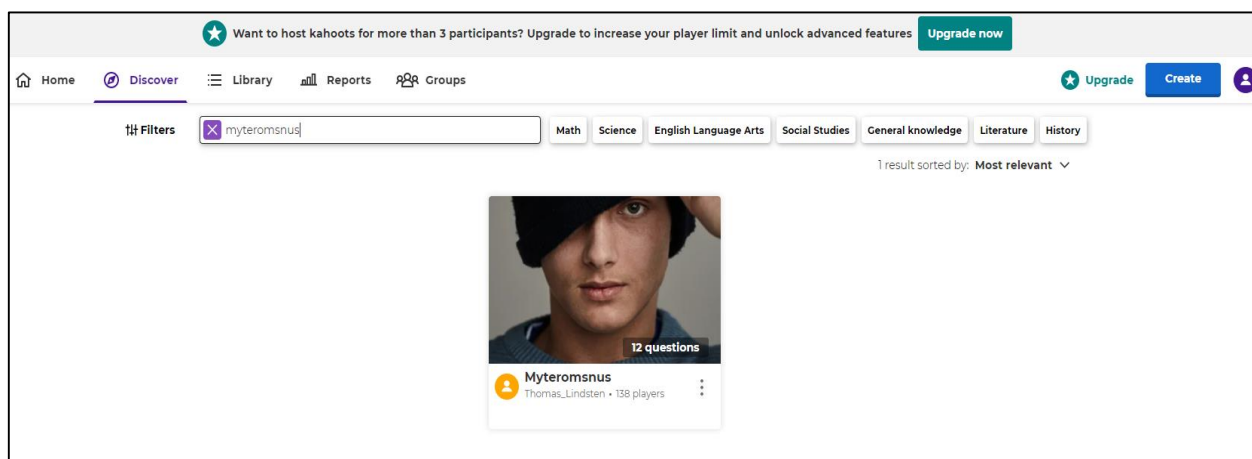 Want to host kahoots for more than 3 participants? Upgrade to increase your player limit and unlock advanced features Upgrade now
Home Discover Library Reports Groups Upgrade Create
Filters myteromsnus Math Science English Language Arts Social Studies General knowledge Literature History
1 result sorted by: Most relevant
12 questions
Myteromsnus
Thomas_Lindsten • 138 players